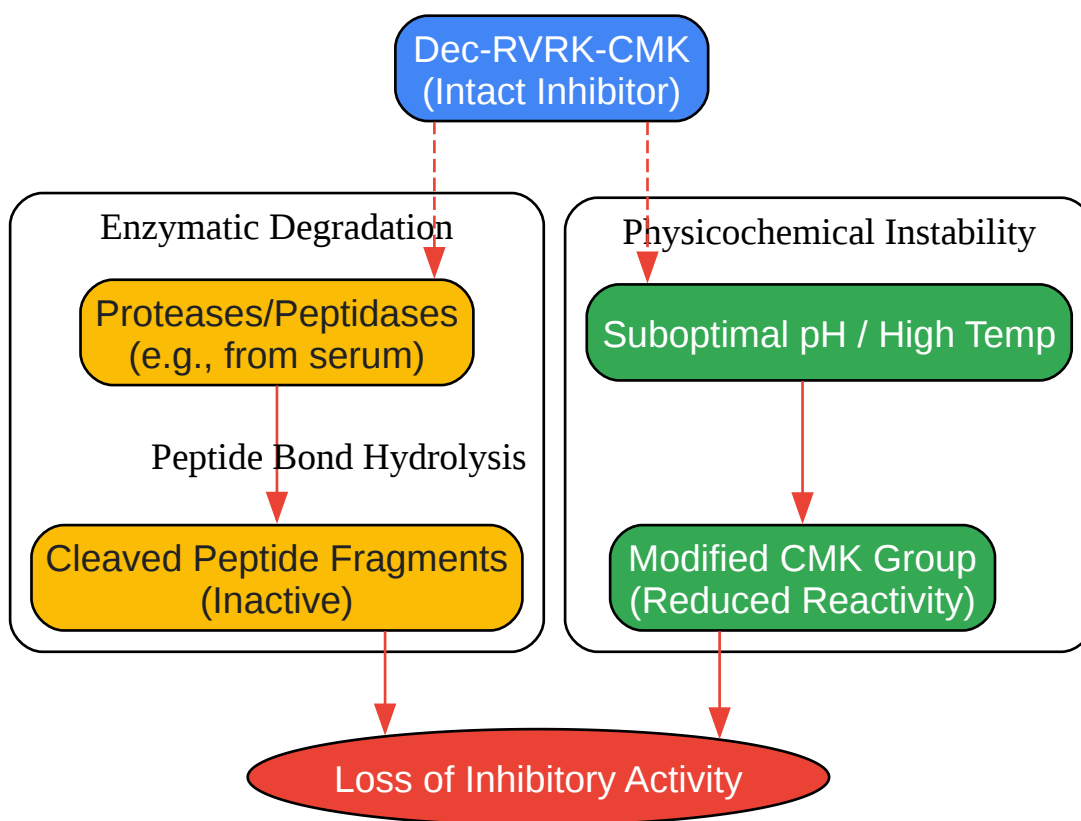 Dec-RVRK-CMK
(Intact Inhibitor)
Enzymatic Degradation
Physicochemical Instability
Proteases/Peptidases
(e.g., from serum)
Suboptimal pH / High Temp
Peptide Bond Hydrolysis
Cleaved Peptide Fragments
(Inactive)
Modified CMK Group
(Reduced Reactivity)
Loss of Inhibitory Activity